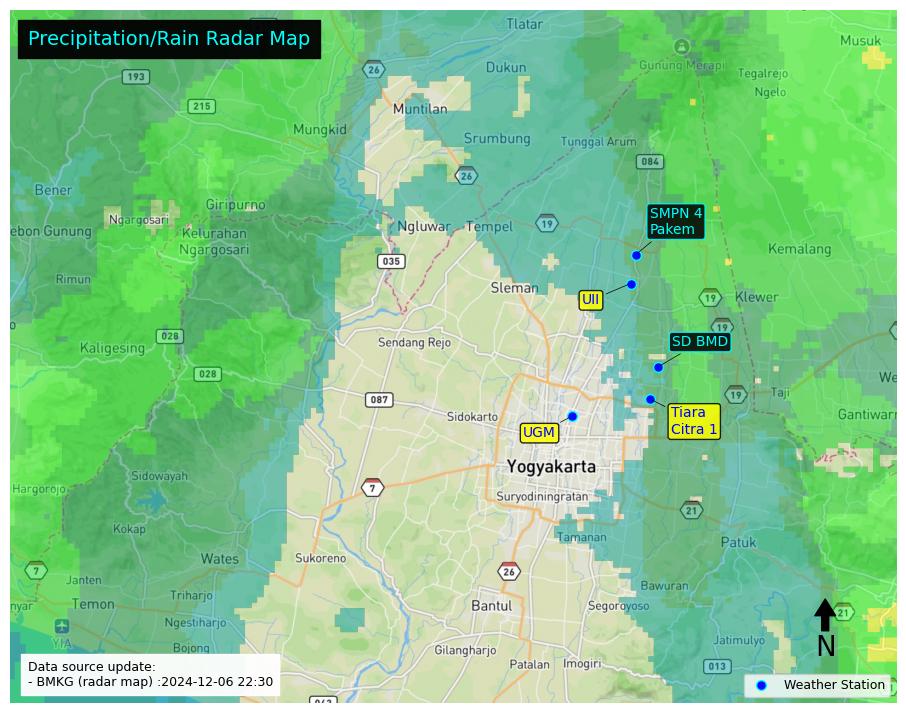 Precipitation/Rain Radar Map
Tlatar
Musuk
193
26
Dukun
Gunung Merapi
Tegalrejo
215
Muntilan
Ngelo
Mungkid
Srumbung
Tunggal Arum
084
26
Bener
Giripurno
SMPN 4
Pakem
Ngargosari
ebon Gunung
Kelurahan
Ngargosari
Ngluwar
Tempel
19
Kemalang
035
Rimun
Sleman
UII
19
Klewer
19
028
Kaligesing
Sendang Rejo
SD BMD
028
087
Sidokarto
19
Taji
We
Tiara
Citra 1
Gantiwar
UGM
Yogyakarta
Sidowayah
Hargorojo
7
Suryodiningratan
21
Kokap
Tamanan
Patuk
Wates
Sukoreno
7
26
Janten
Bawuran
Triharjo
Temon
nyar
Bantul
Segoroyoso
21
Ngestiharjo
YIA
Jatimulyo
N
Bojong
Gilangharjo
Patalan
Imogiri
013
Data source update:
- BMKG (radar map) :2024-12-06 22:30
Weather Station